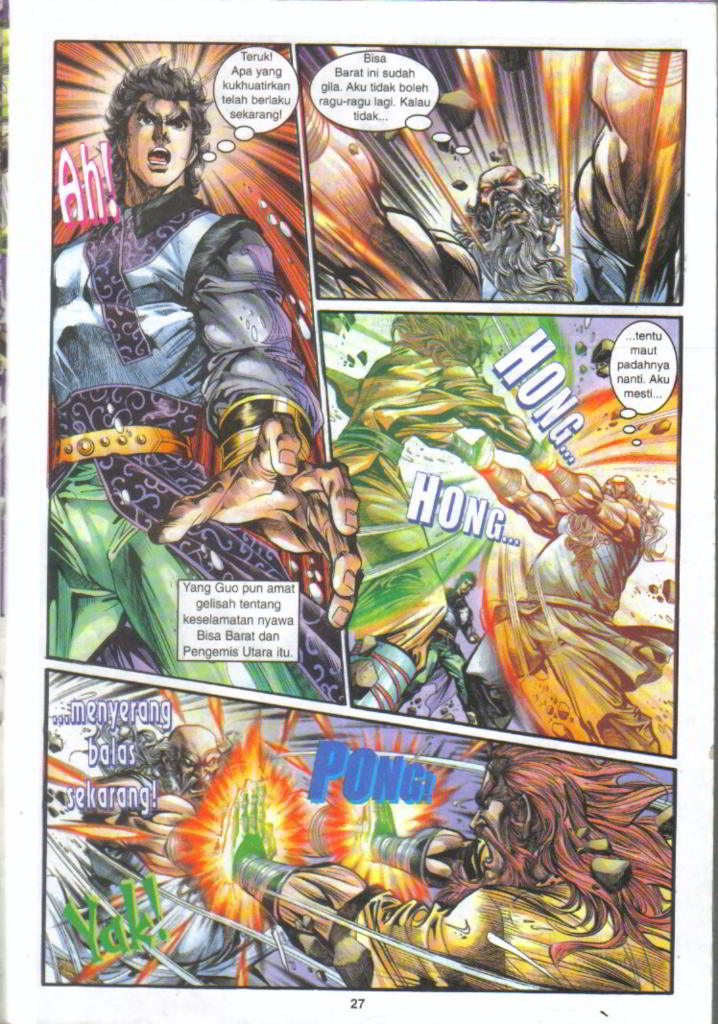 Teruk!
Apa yang
kukhuatirkan
telah berlaku
sekarang!
Ah!
Yang Guo pun amat
gelisah tentang
keselamatan nyawa
Bisa Barat dan
Pengemis Utara itu.
Bisa
Barat ini sudah
gila. Aku tidak boleh
ragu-ragu lagi. Kalau
tidak...
...tentu
maut
padahnya
nanti. Aku
mesti...
HONG...
HONG...
...menyerang
balas
sekarang!
PONG!
Yak!
27